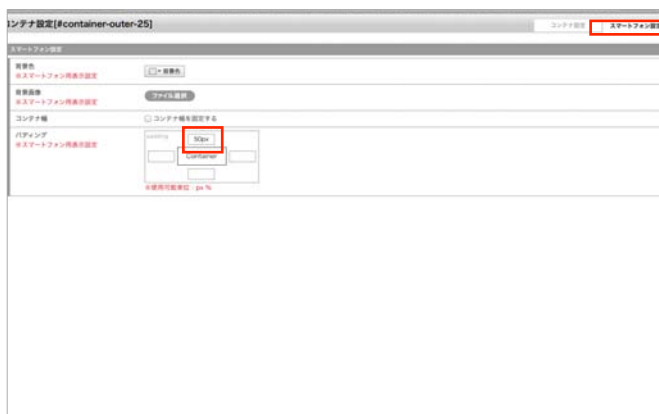 コンテナ設定[#container-outer-25]
コンテナ設定
スマートフォン設定
スマートフォン設定
背景色
※スマートフォン用表示設定
背景色
背景画像
※スマートフォン用表示設定
ファイル選択
コンテナ幅
コンテナ幅を設定する
パディング
※スマートフォン用表示設定
padding
50px
Container
※使用可能単位：px %